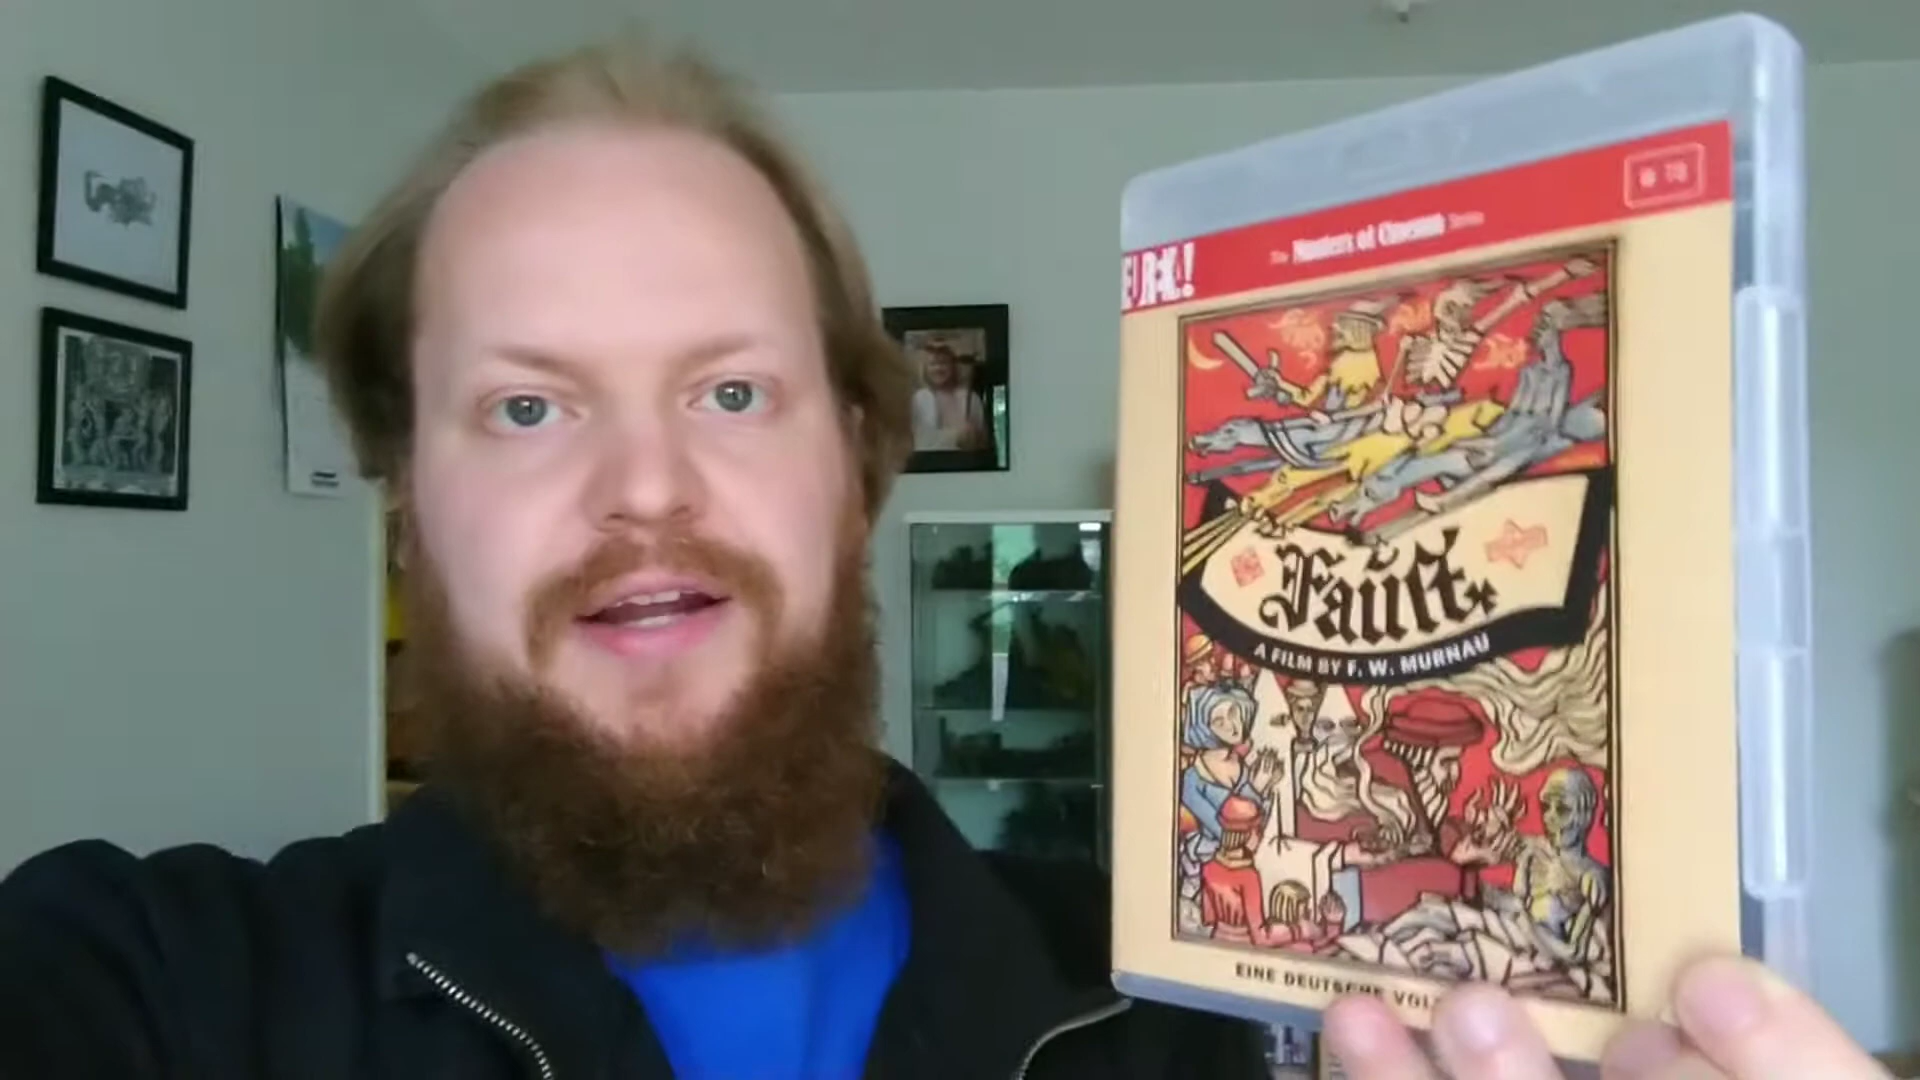 The Masters of Cinema Series
EUREKA!
Fauſt
A FILM BY F. W. MURNAU
EINE DEUTSCHE